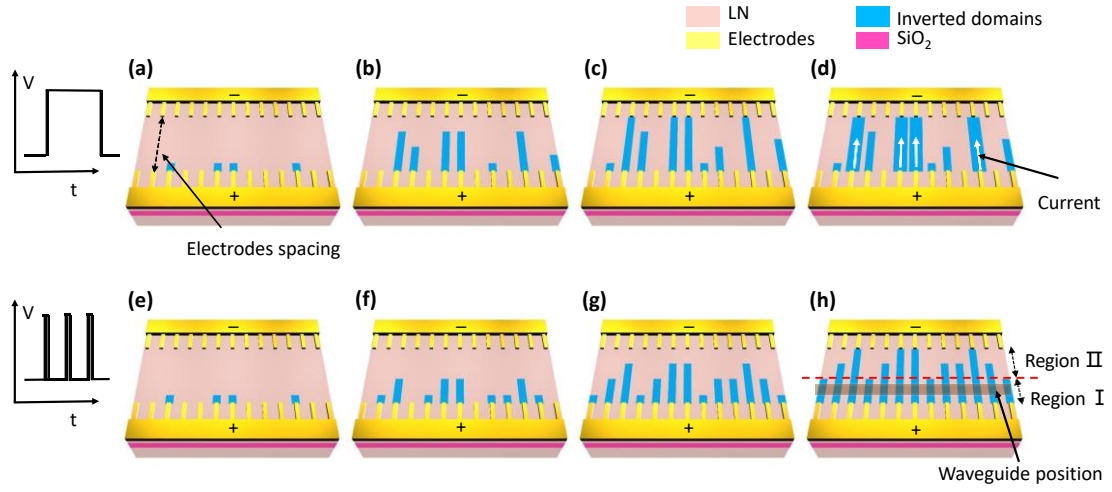 LN
Inverted domains
Electrodes
SiO₂
V
t
(a)
(b)
(c)
(d)
−
−
−
−
+
+
+
+
Electrodes spacing
Current
V
t
(e)
(f)
(g)
(h)
−
−
−
−
Region II
Region I
+
+
+
+
Waveguide position